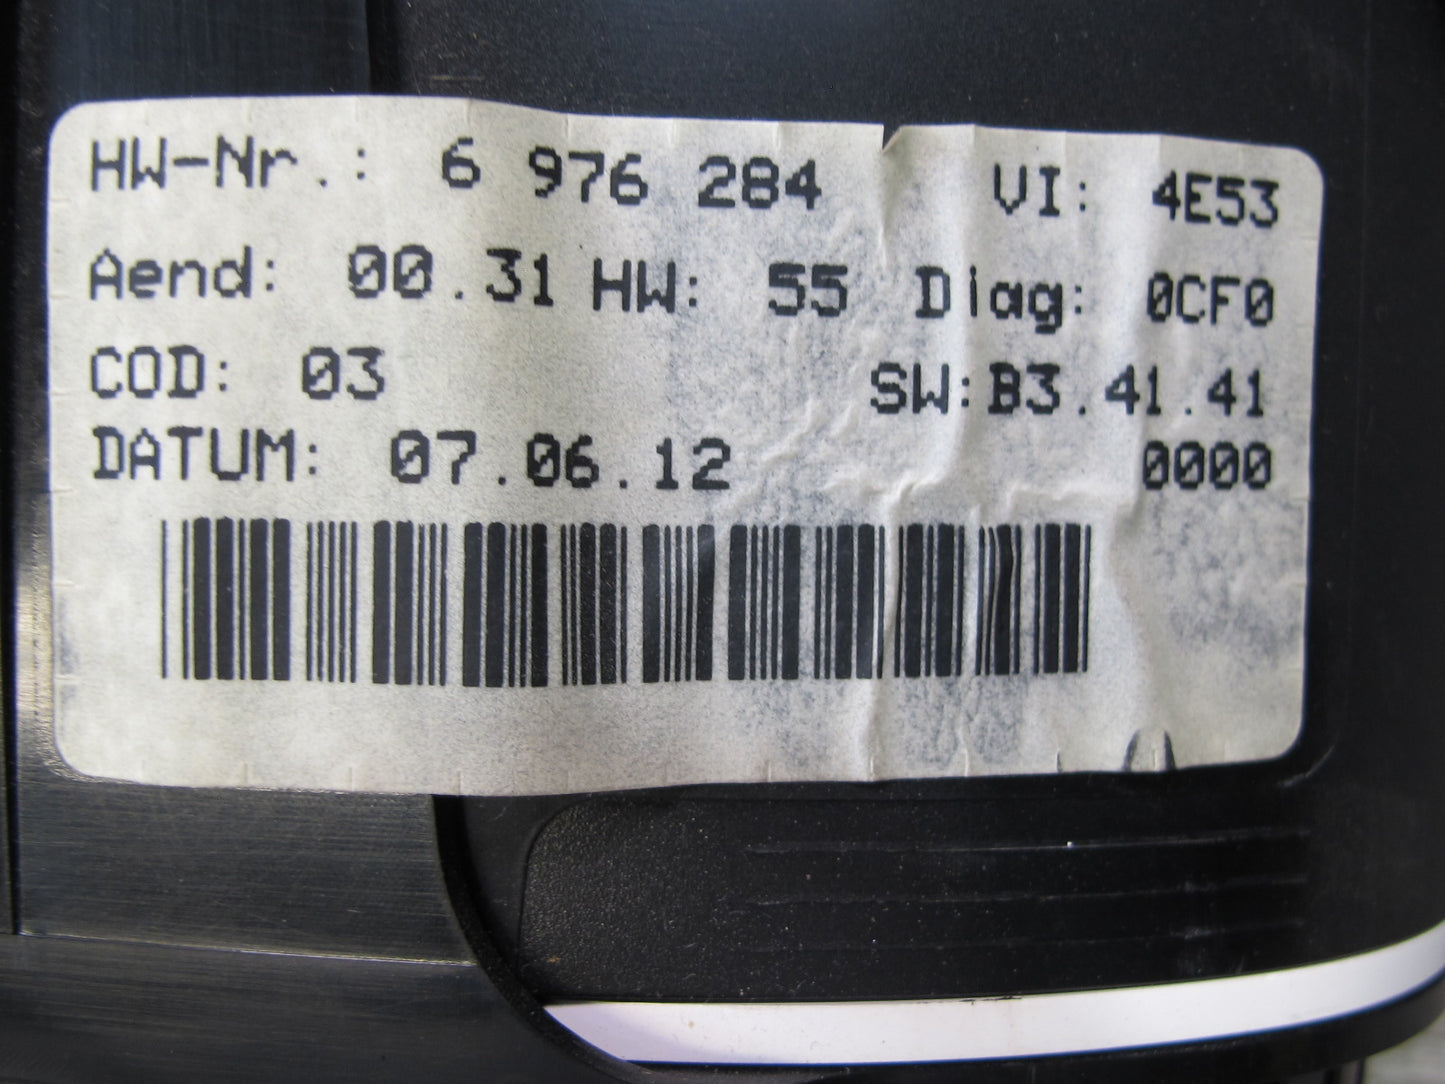 HW-Nr.: 6 976 284 VI: 4E53
Aend: 00.31 HW: 55 Diag: 0CF0
COD: 03 SW:B3.41.41
DATUM: 07.06.12 0000